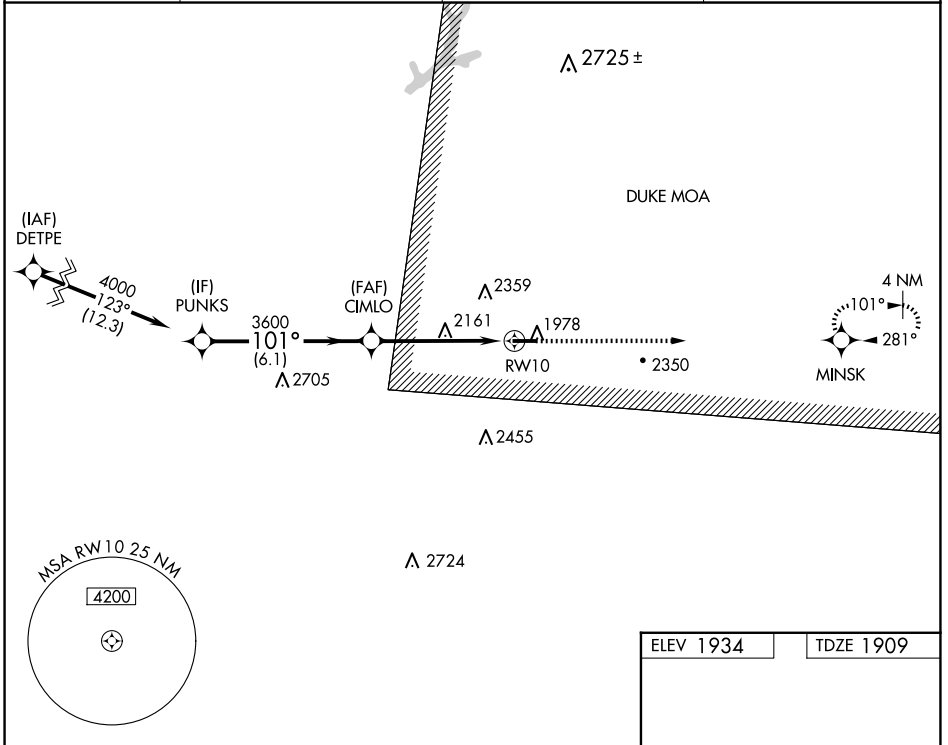 2725 ±
DUKE MOA
(IAF)
DETPE
4000
123°
(12.3)
(IF)
PUNKS
3600
101°
(6.1)
2705
(FAF)
CIMLO
2359
2161
1978
RW10
2350
4 NM
101°
281°
MINSK
2455
2724
MSA RW10 25 NM
4200
ELEV 1934
TDZE 1909